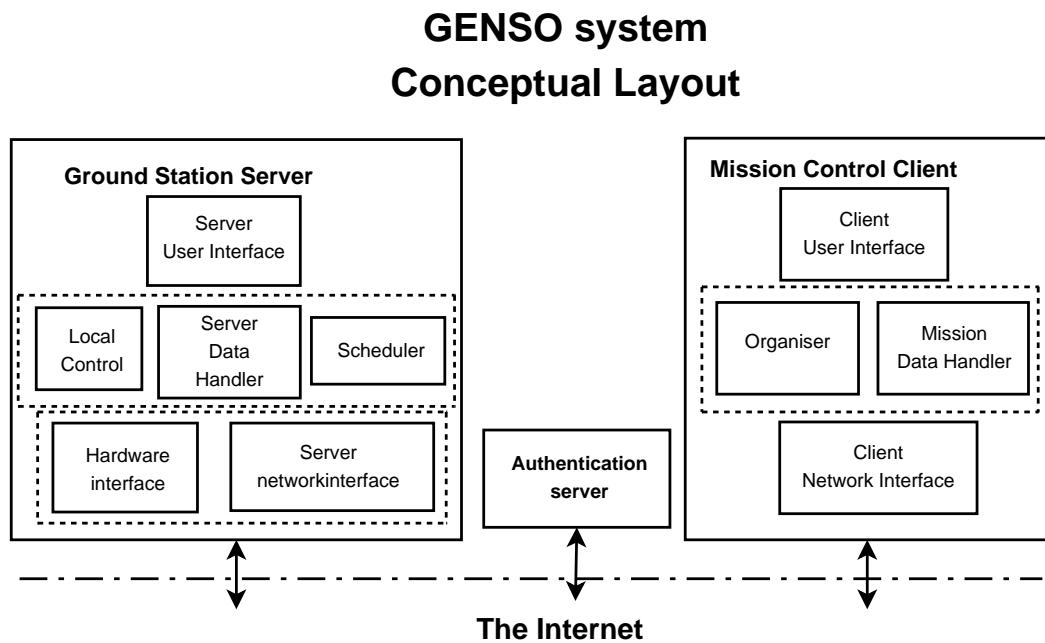 GENSO system
Conceptual Layout
Ground Station Server
Server
User Interface
Local
Control
Server
Data
Handler
Scheduler
Hardware
interface
Server
networkinterface
Authentication
server
Mission Control Client
Client
User Interface
Organiser
Mission
Data Handler
Client
Network Interface
The Internet